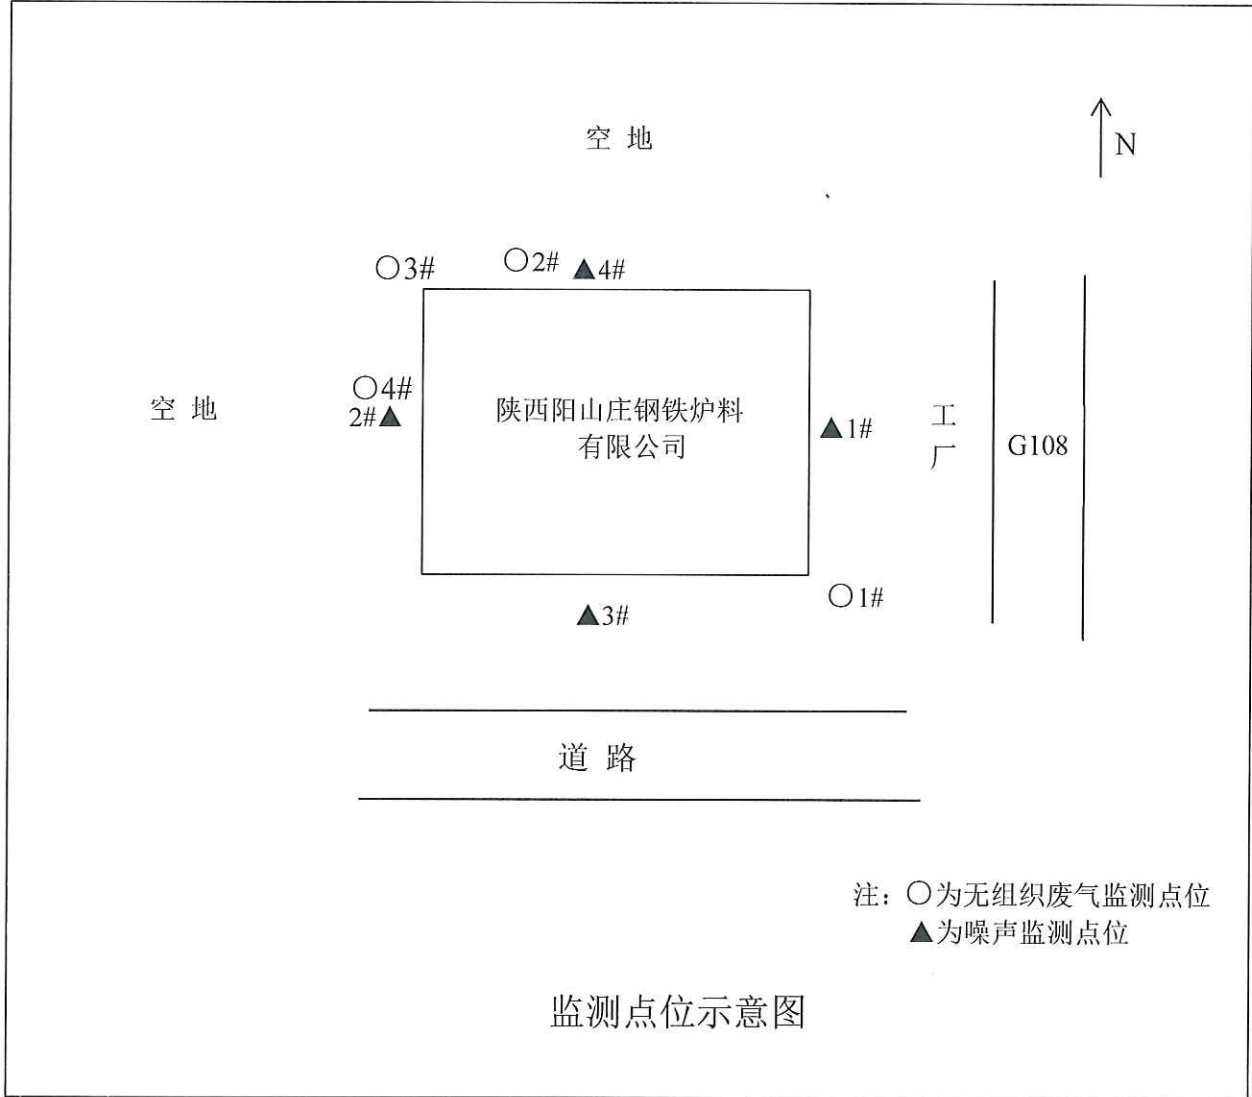 空 地
N
○3#
○2#
▲4#
○4#
空 地
2#▲
陕西阳山庄钢铁炉料
有限公司
▲1#
工
厂
G108
○1#
▲3#
道 路
注：○为无组织废气监测点位
▲为噪声监测点位
监测点位示意图